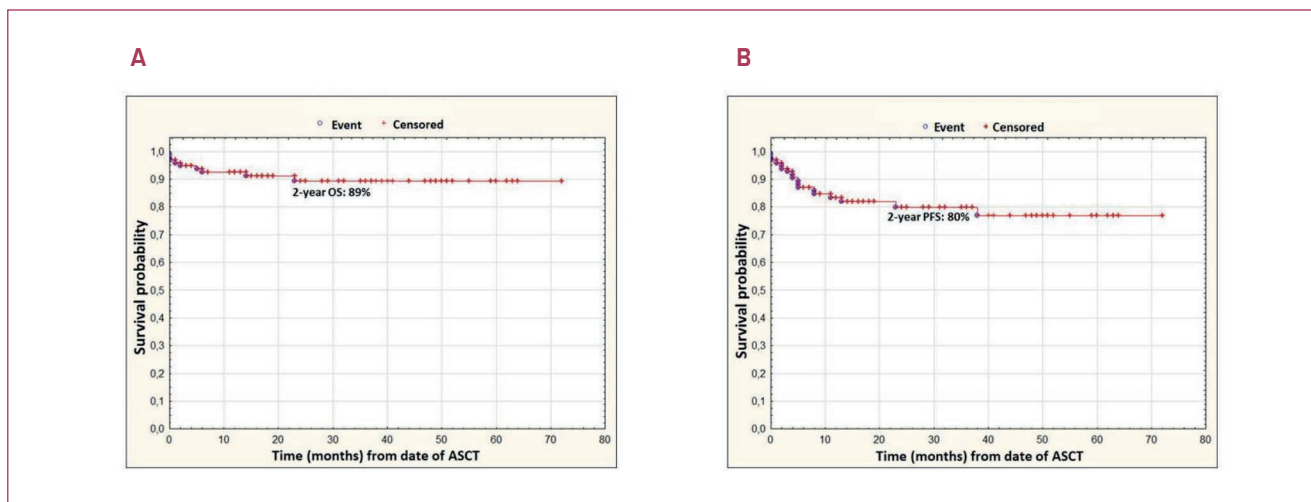 A
Event Censored
Survival probability
1,0
0,9
0,8
0,7
0,6
0,5
0,4
0,3
0,2
0,1
0,0
2-year OS: 89%
0 10 20 30 40 50 60 70 80
Time (months) from date of ASCT
B
Event Censored
Survival probability
1,0
0,9
0,8
0,7
0,6
0,5
0,4
0,3
0,2
0,1
0,0
2-year PFS: 80%
0 10 20 30 40 50 60 70 80
Time (months) from date of ASCT